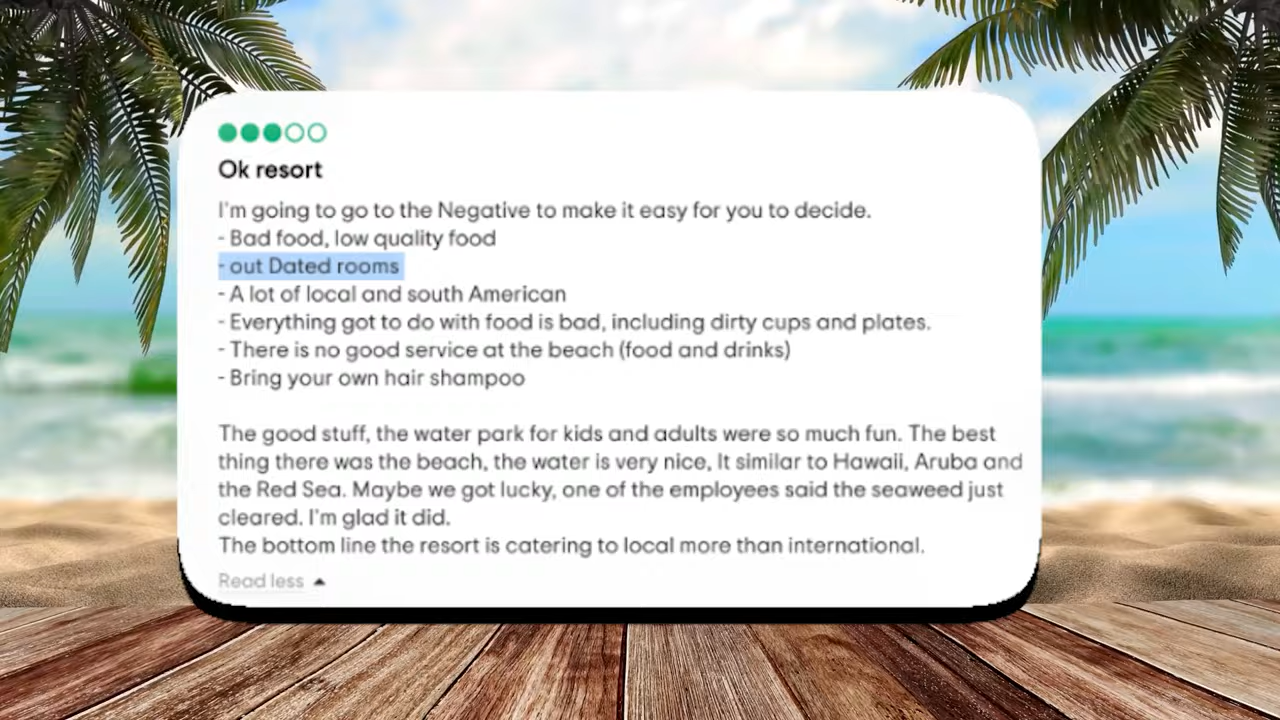 Ok resort
I'm going to go to the Negative to make it easy for you to decide.
- Bad food, low quality food
- out Dated rooms
- A lot of local and south American
- Everything got to do with food is bad, including dirty cups and plates.
- There is no good service at the beach (food and drinks)
- Bring your own hair shampoo
The good stuff, the water park for kids and adults were so much fun. The best
thing there was the beach, the water is very nice, It similar to Hawaii, Aruba and
the Red Sea. Maybe we got lucky, one of the employees said the seaweed just
cleared. I'm glad it did.
The bottom line the resort is catering to local more than international.
Read less